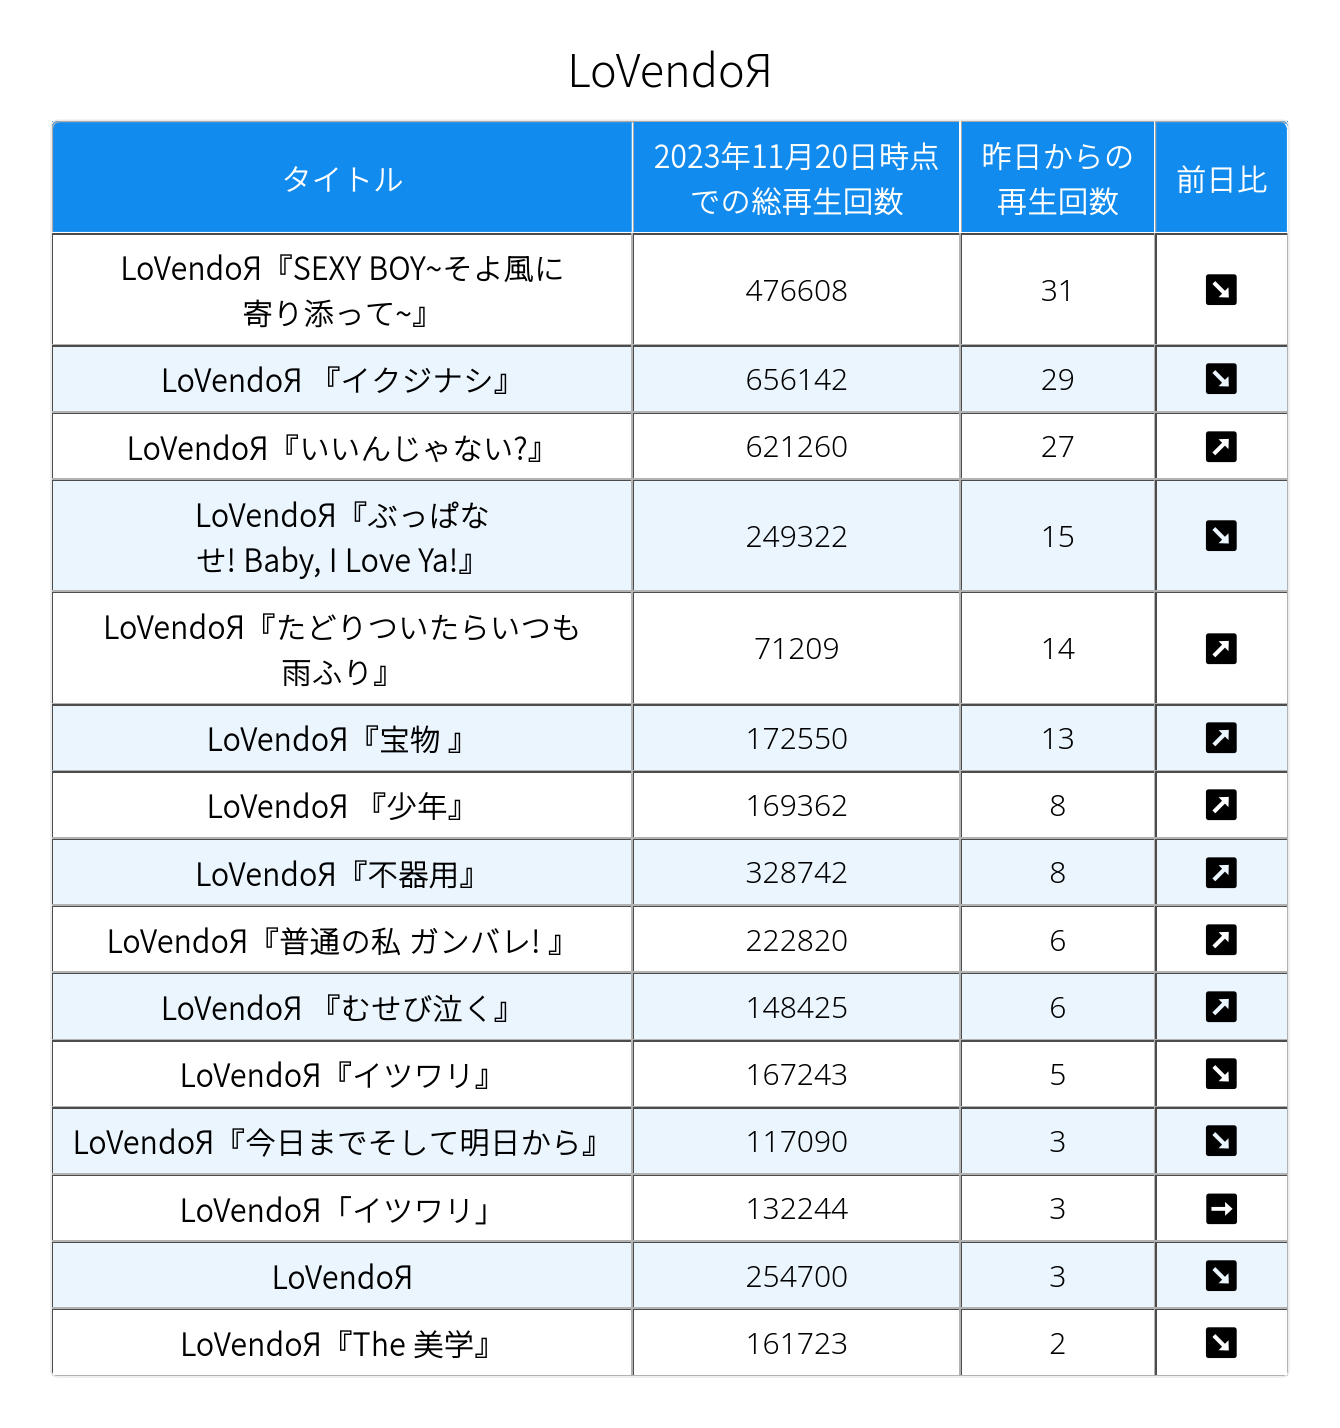 LoVendoЯ
タイトル
2023年11月20日時点
での総再生回数
昨日からの
再生回数
前日比
LoVendoЯ『SEXY BOY~そよ風に
寄り添って~』
476608
31
LoVendoЯ 『イクジナシ』
656142
29
LoVendoЯ『いいんじゃない?』
621260
27
LoVendoЯ『ぶっぱな
せ! Baby, I Love Ya!』
249322
15
LoVendoЯ『たどりついたらいつも
雨ふり』
71209
14
LoVendoЯ『宝物 』
172550
13
LoVendoЯ 『少年』
169362
8
LoVendoЯ『不器用』
328742
8
LoVendoЯ『普通の私 ガンバレ! 』
222820
6
LoVendoЯ 『むせび泣く』
148425
6
LoVendoЯ『イツワリ』
167243
5
LoVendoЯ『今日までそして明日から』
117090
3
LoVendoЯ「イツワリ」
132244
3
LoVendoЯ
254700
3
LoVendoЯ『The 美学』
161723
2